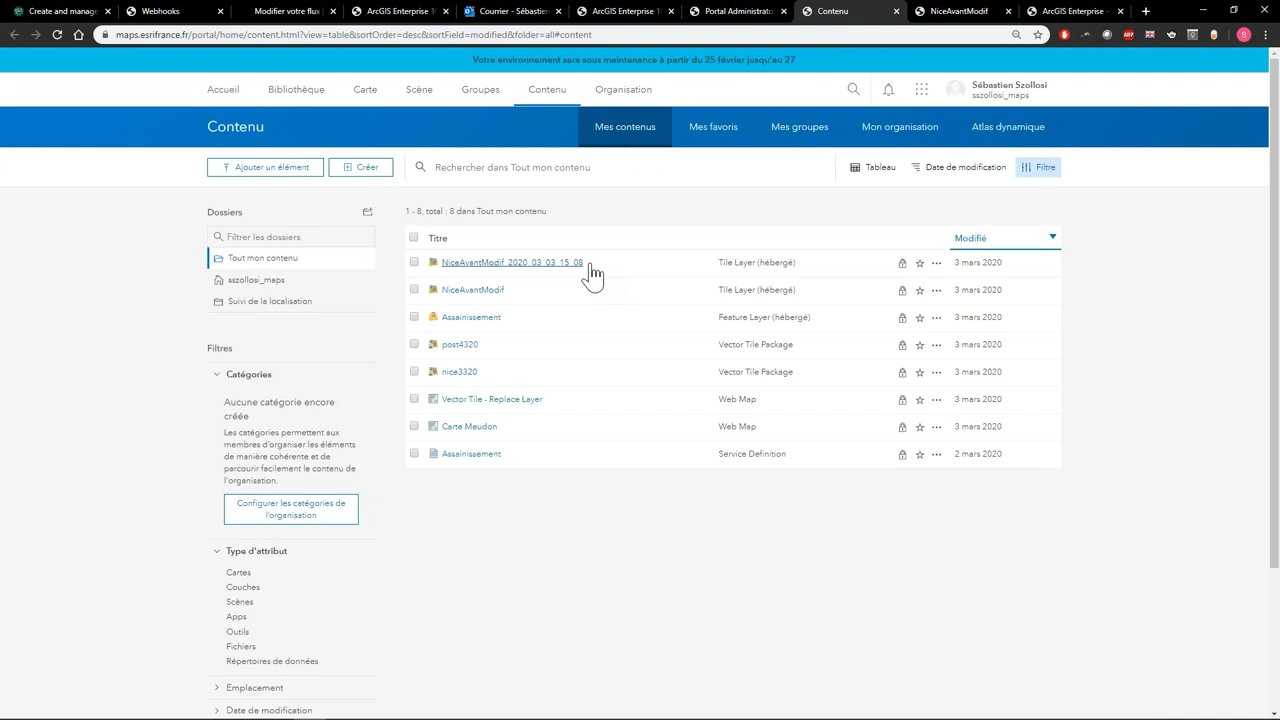 Create and manag
Webhooks
Modifiez votre flux
ArcGIS Enterprise 1
Courrier - Sébastien
ArcGIS Enterprise 1
Portal Administrato
Contenu
NiceAvantModif
ArcGIS Enterprise -
maps.esrifrance.fr/portal/home/content.html?view=table&sortOrder=desc&sortField=modified&folder=all#content
Votre environnement sera sous maintenance à partir du 25 février jusqu'au 27
Accueil
Bibliothèque
Carte
Scène
Groupes
Contenu
Organisation
Sébastien Szollosi
sszollosi_maps
Contenu
Mes contenus
Mes favoris
Mes groupes
Mon organisation
Atlas dynamique
Ajouter un élément
Créer
Rechercher dans Tout mon contenu
Tableau
Date de modification
Filtre
Dossiers
Filtrer les dossiers
Tout mon contenu
sszollosi_maps
Suivi de la localisation
Filtres
Catégories
Aucune catégorie encore
créée
Les catégories permettent aux
membres d'organiser les éléments
de manière cohérente et de
parcourir facilement le contenu de
l'organisation.
Configurer les catégories de
l'organisation
Type d'attribut
Cartes
Couches
Scènes
Apps
Outils
Fichiers
Répertoires de données
Emplacement
Date de modification
1 - 8, total : 8 dans Tout mon contenu
Titre
Modifié
NiceAvantModif_2020_03_03_15_08 Tile Layer (hébergé) 3 mars 2020
NiceAvantModif Tile Layer (hébergé) 3 mars 2020
Assainissement Feature Layer (hébergé) 3 mars 2020
post4320 Vector Tile Package 3 mars 2020
nice3320 Vector Tile Package 3 mars 2020
Vector Tile - Replace Layer Web Map 3 mars 2020
Carte Meudon Web Map 3 mars 2020
Assainissement Service Definition 2 mars 2020